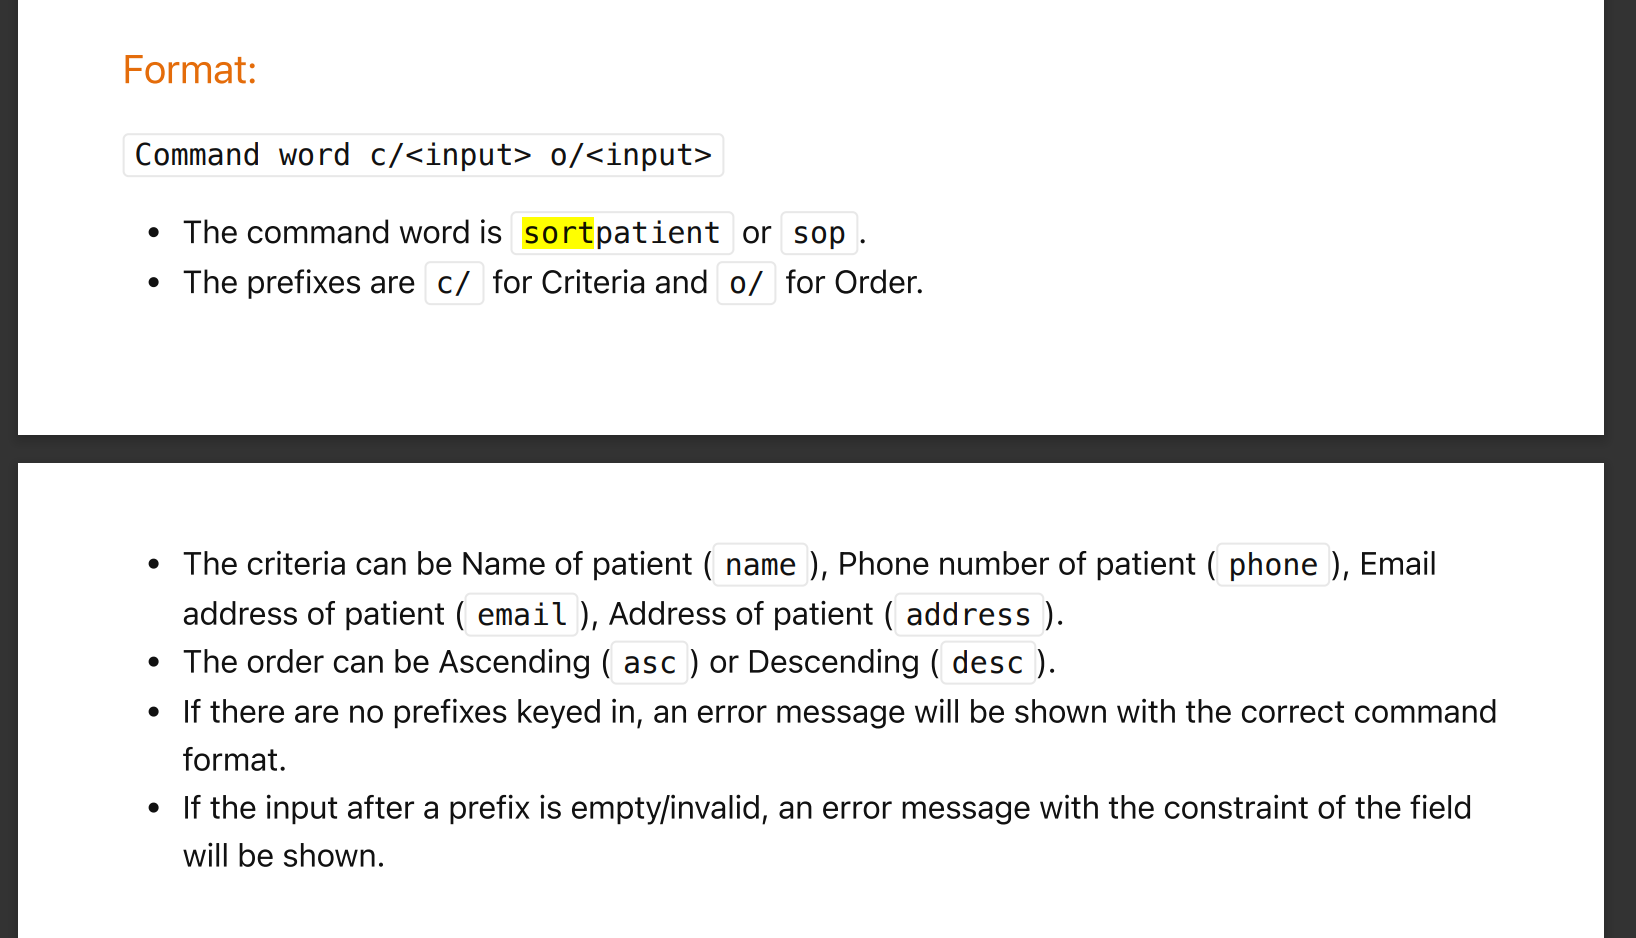 Format:
Command word c/<input> o/<input>
• The command word is sortpatient or sop .
• The prefixes are c/ for Criteria and o/ for Order.
• The criteria can be Name of patient ( name ), Phone number of patient ( phone ), Email
address of patient ( email ), Address of patient ( address ).
• The order can be Ascending ( asc ) or Descending ( desc ).
• If there are no prefixes keyed in, an error message will be shown with the correct command
format.
• If the input after a prefix is empty/invalid, an error message with the constraint of the field
will be shown.